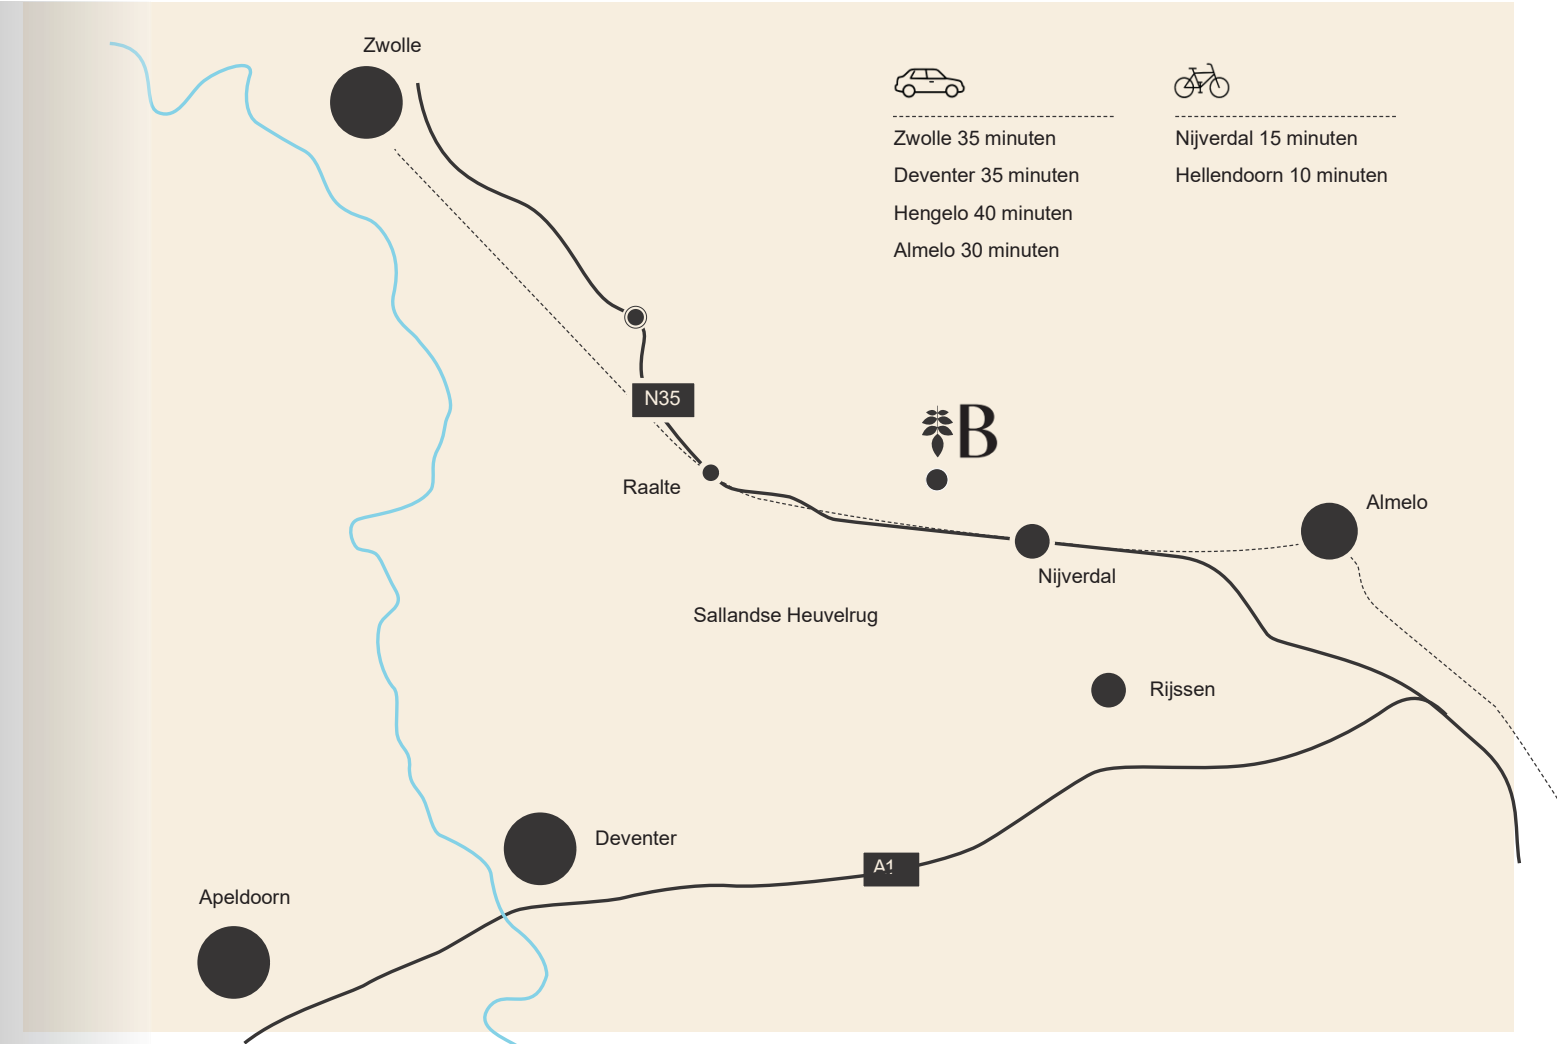 Zwolle
Zwolle 35 minuten
Deventer 35 minuten
Hengelo 40 minuten
Almelo 30 minuten
Nijverdal 15 minuten
Hellendoorn 10 minuten
N35
B
Raalte
Almelo
Nijverdal
Sallandse Heuvelrug
Rijssen
Deventer
A1
Apeldoorn